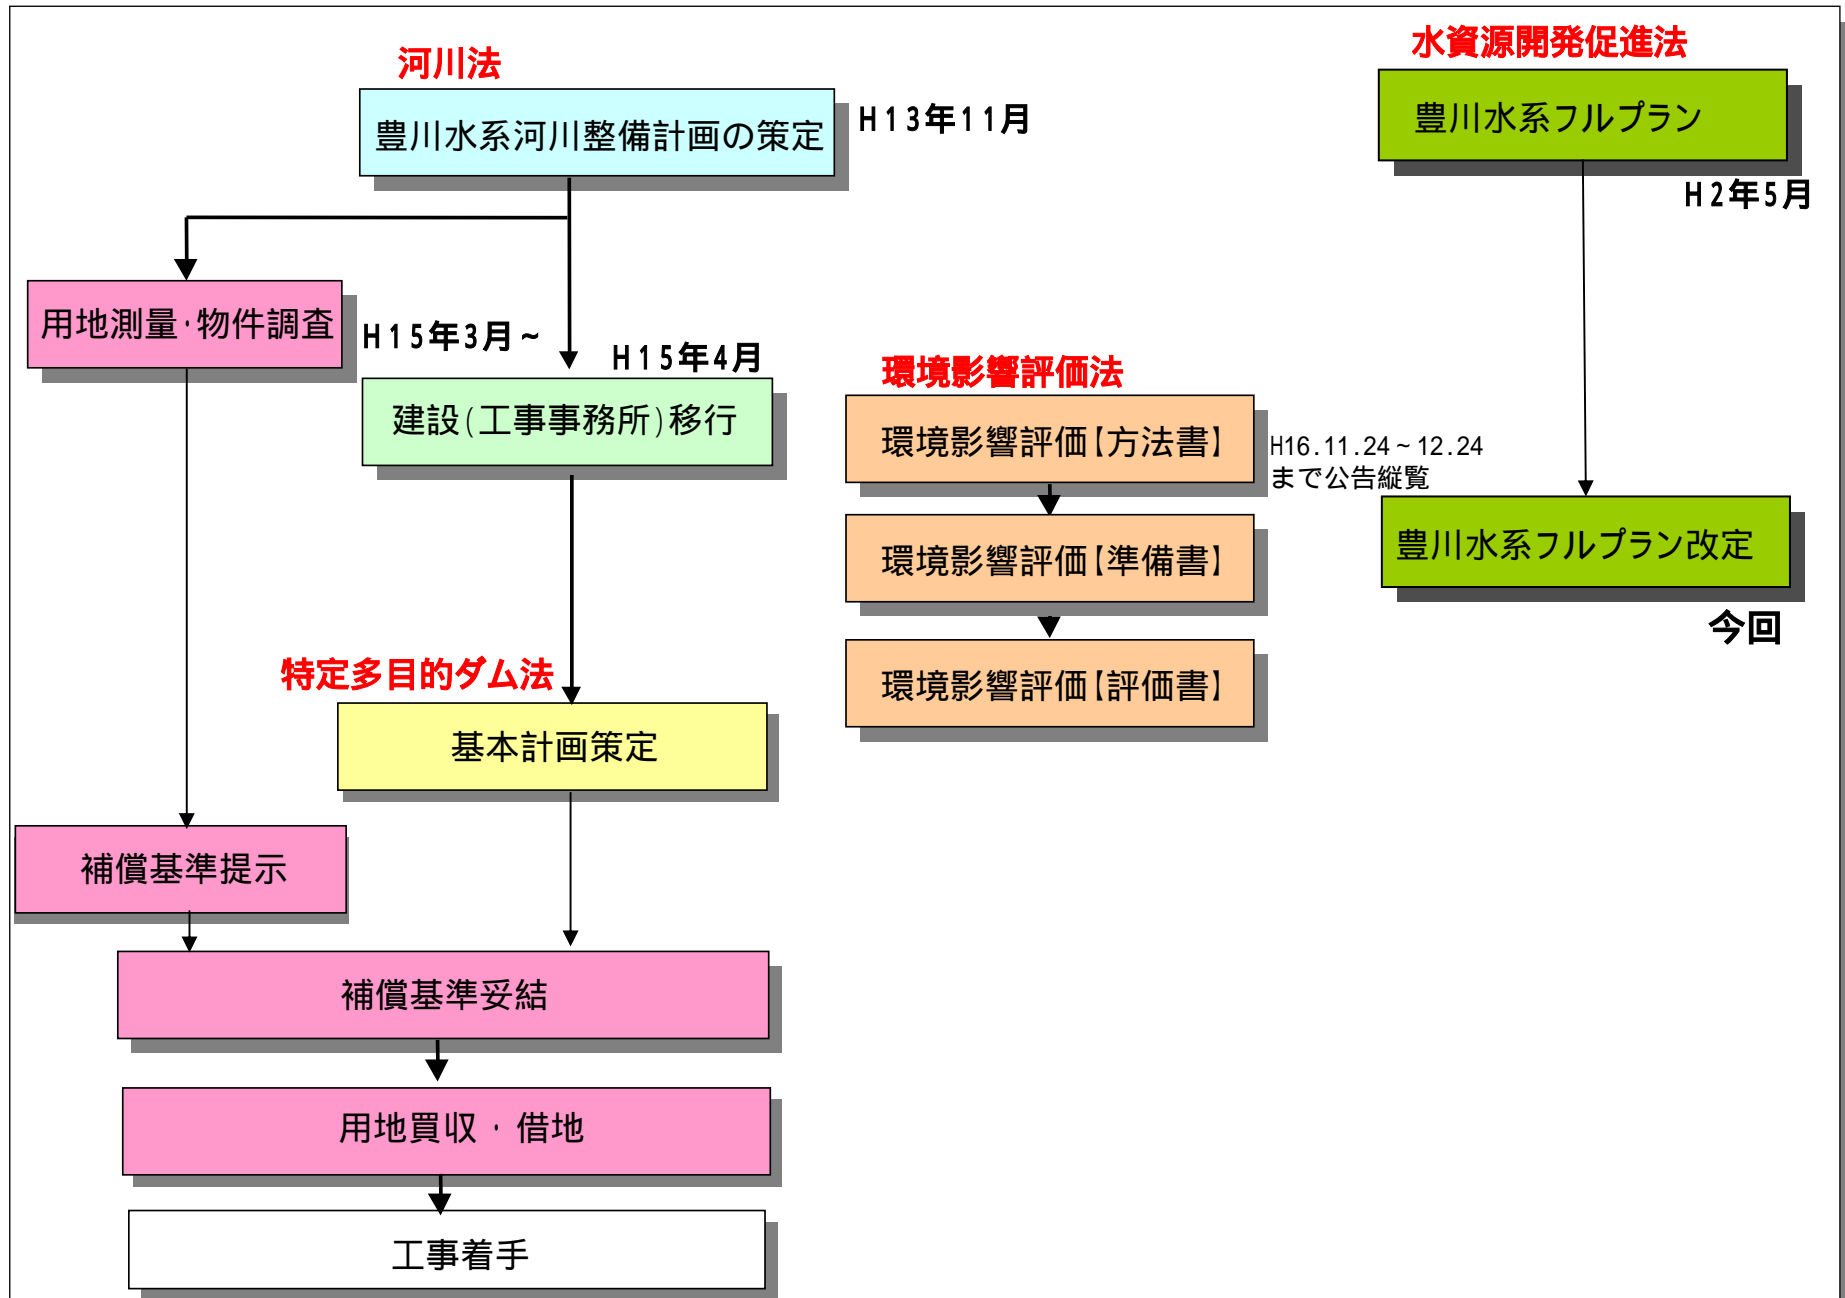 河川法
豊川水系河川整備計画の策定
H13年11月
用地測量・物件調査
H15年3月~
H15年4月
建設(工事事務所)移行
特定多目的ダム法
基本計画策定
補償基準提示
補償基準妥結
用地買収・借地
工事着手
環境影響評価法
環境影響評価【方法書】
H16.11.24~12.24
まで公告縦覧
環境影響評価【準備書】
環境影響評価【評価書】
水資源開発促進法
豊川水系フルプラン
H2年5月
豊川水系フルプラン改定
今回